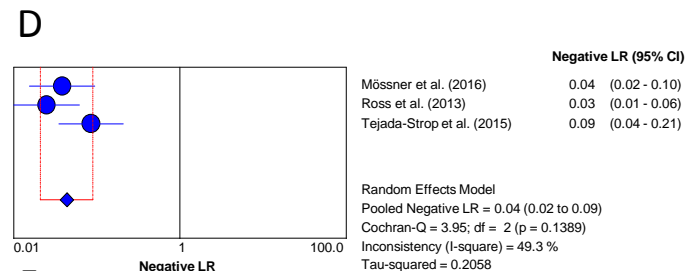 D
Negative LR (95% CI)
Mössner et al. (2016) 0.04 (0.02 - 0.10)
Ross et al. (2013) 0.03 (0.01 - 0.06)
Tejada-Strop et al. (2015) 0.09 (0.04 - 0.21)
Random Effects Model
Pooled Negative LR = 0.04 (0.02 to 0.09)
Cochran-Q = 3.95; df = 2 (p = 0.1389)
Inconsistency (I-square) = 49.3 %
Tau-squared = 0.2058
0.01 1 100.0
Negative LR